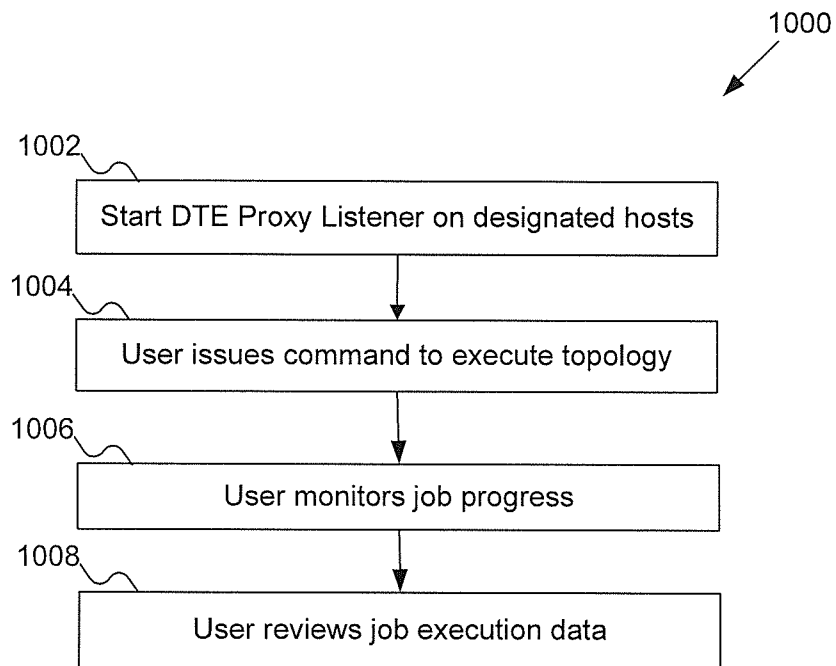 1000
1002
Start DTE Proxy Listener on designated hosts
1004
User issues command to execute topology
1006
User monitors job progress
1008
User reviews job execution data